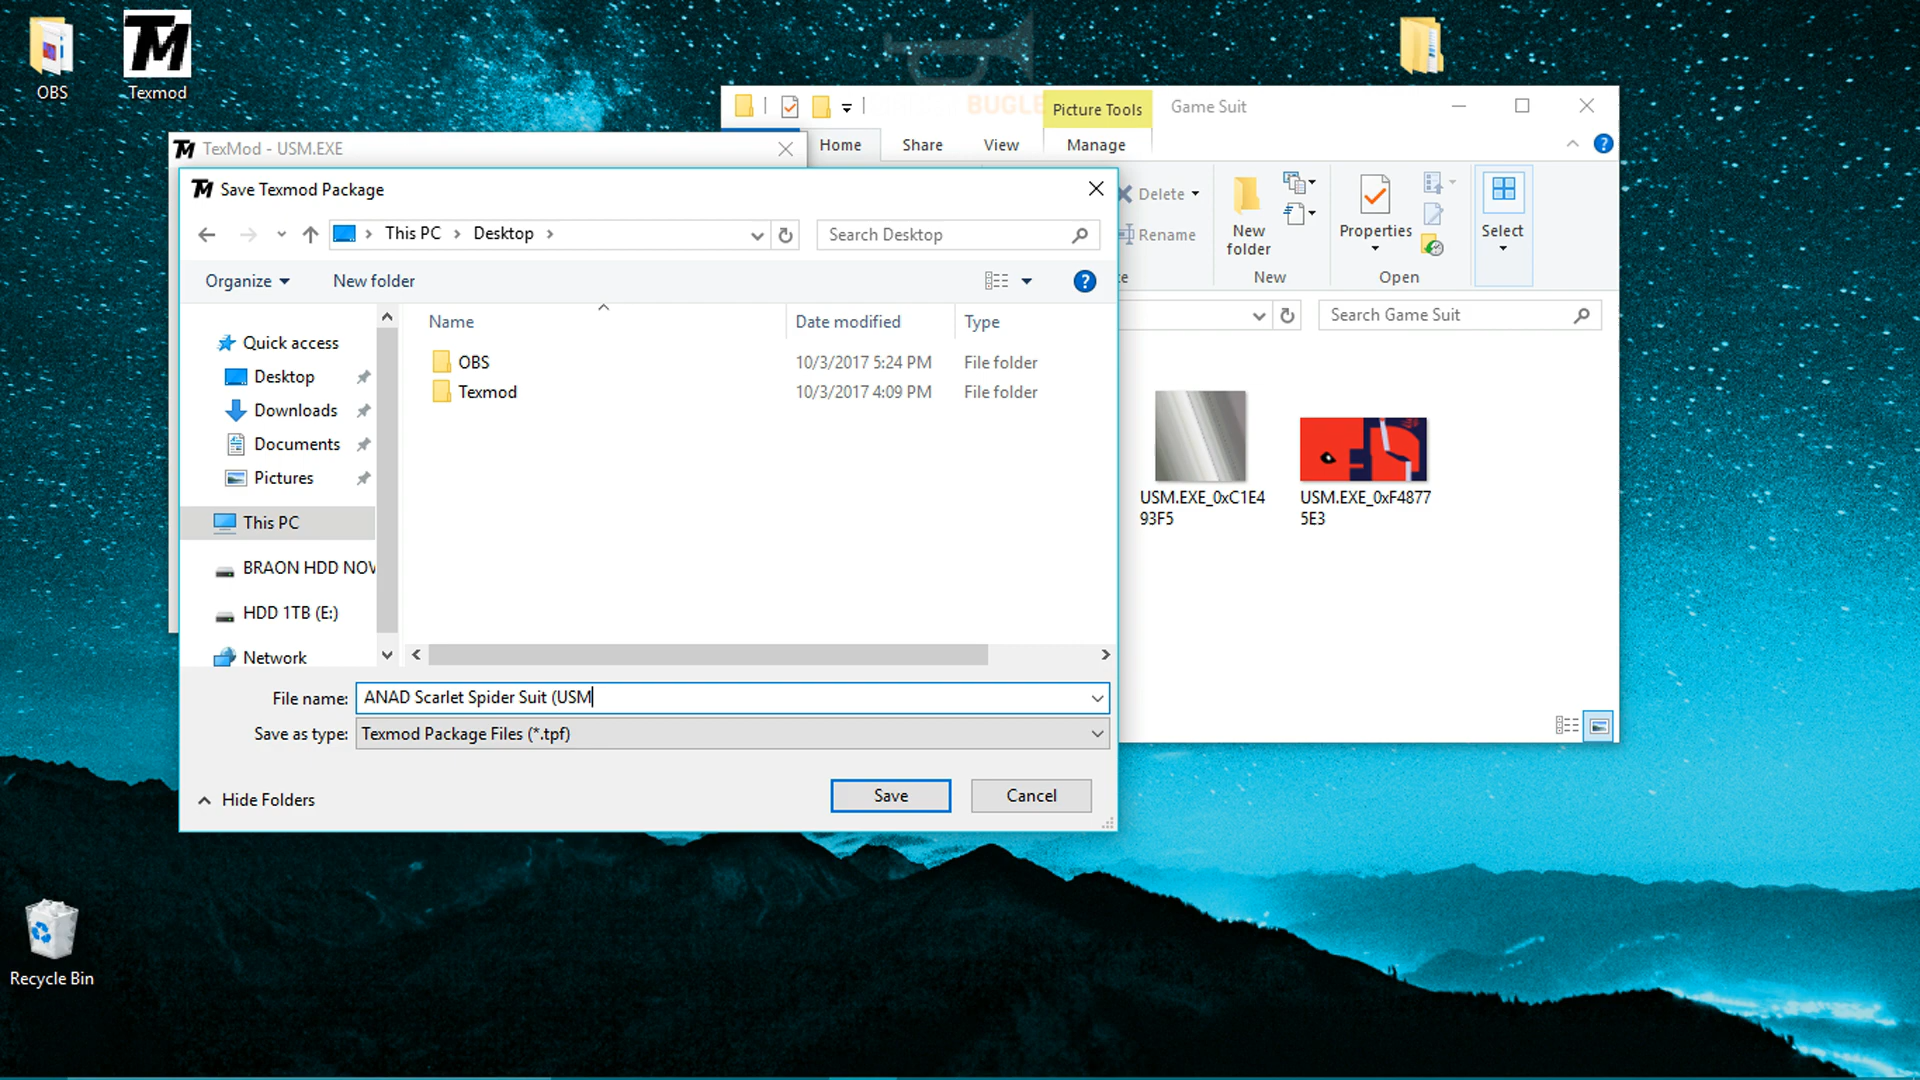 OBS
Texmod
BUGLE
Picture Tools
Game Suit
TexMod - USM.EXE
Home
Share
View
Manage
Save Texmod Package
Delete
Rename
New
folder
Properties
Select
New
Open
This PC
Desktop
Search Desktop
Organize
New folder
Search Game Suit
Name
Date modified
Type
Quick access
Desktop
Downloads
Documents
Pictures
This PC
BRAON HDD NOV
HDD 1TB (E:)
Network
OBS
10/3/2017 5:24 PM
File folder
Texmod
10/3/2017 4:09 PM
File folder
USM.EXE_0xC1E4
93F5
USM.EXE_0xF4877
5E3
File name:
ANAD Scarlet Spider Suit (USM
Save as type:
Texmod Package Files (*.tpf)
Hide Folders
Save
Cancel
Recycle Bin